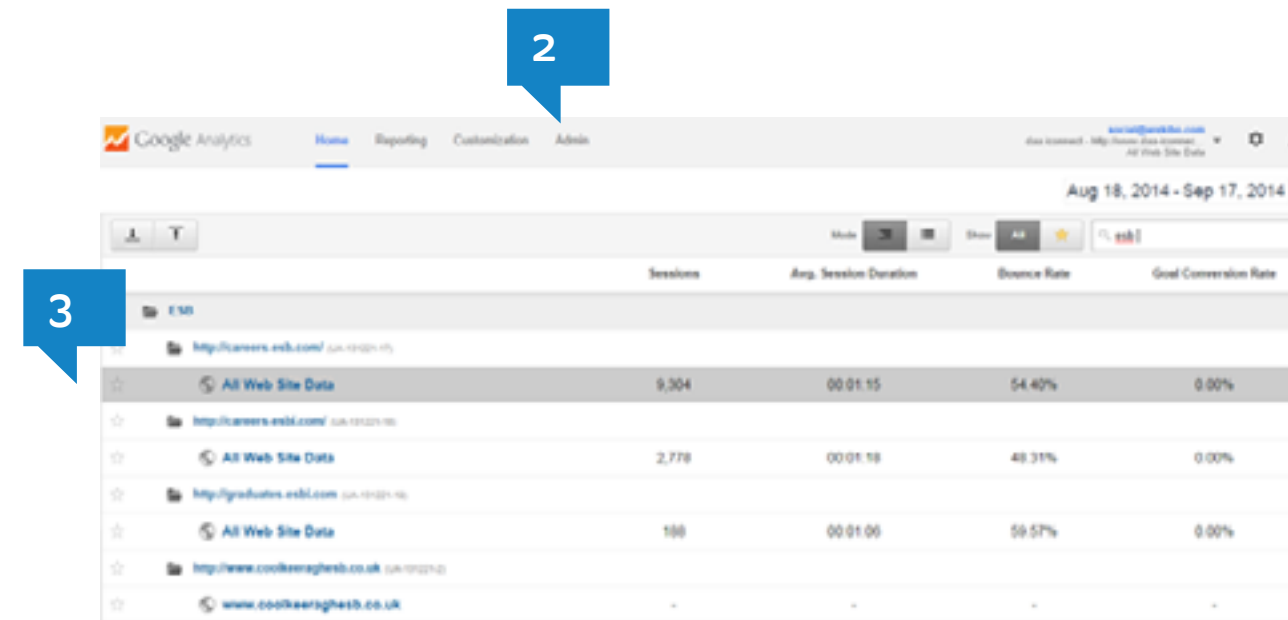 2
Google Analytics Home Reporting Customization Admin
All Web Site Data
Aug 18, 2014 - Sep 17, 2014
Mode Show All esb
Sessions Avg. Session Duration Bounce Rate Goal Conversion Rate
3
ESB
http://careers.esb.com/
All Web Site Data 9,304 00:01:15 54.40% 0.00%
http://careers.esbi.com/
All Web Site Data 2,778 00:01:18 48.31% 0.00%
http://graduates.esbi.com
All Web Site Data 188 00:01:06 59.57% 0.00%
http://www.coolkeeraghesb.co.uk
www.coolkeeraghesb.co.uk - - - -